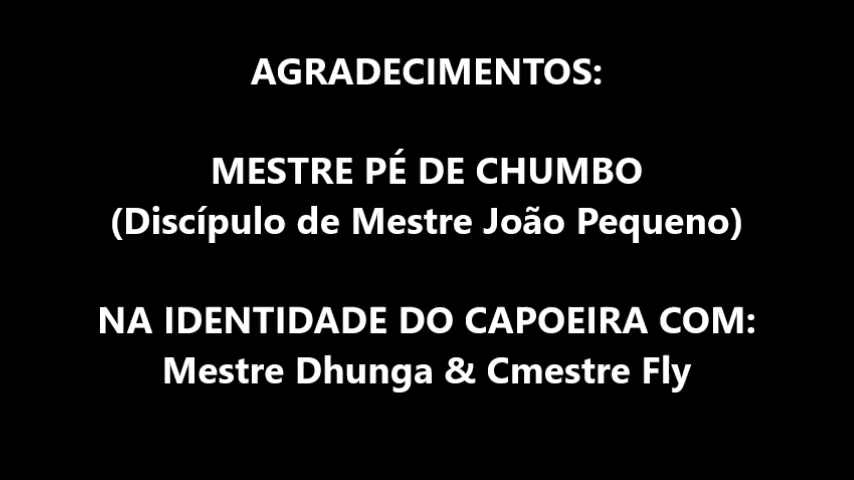 AGRADECIMENTOS:
MESTRE PÉ DE CHUMBO
(Discípulo de Mestre João Pequeno)
NA IDENTIDADE DO CAPOEIRA COM:
Mestre Dhunga & Cmestre Fly